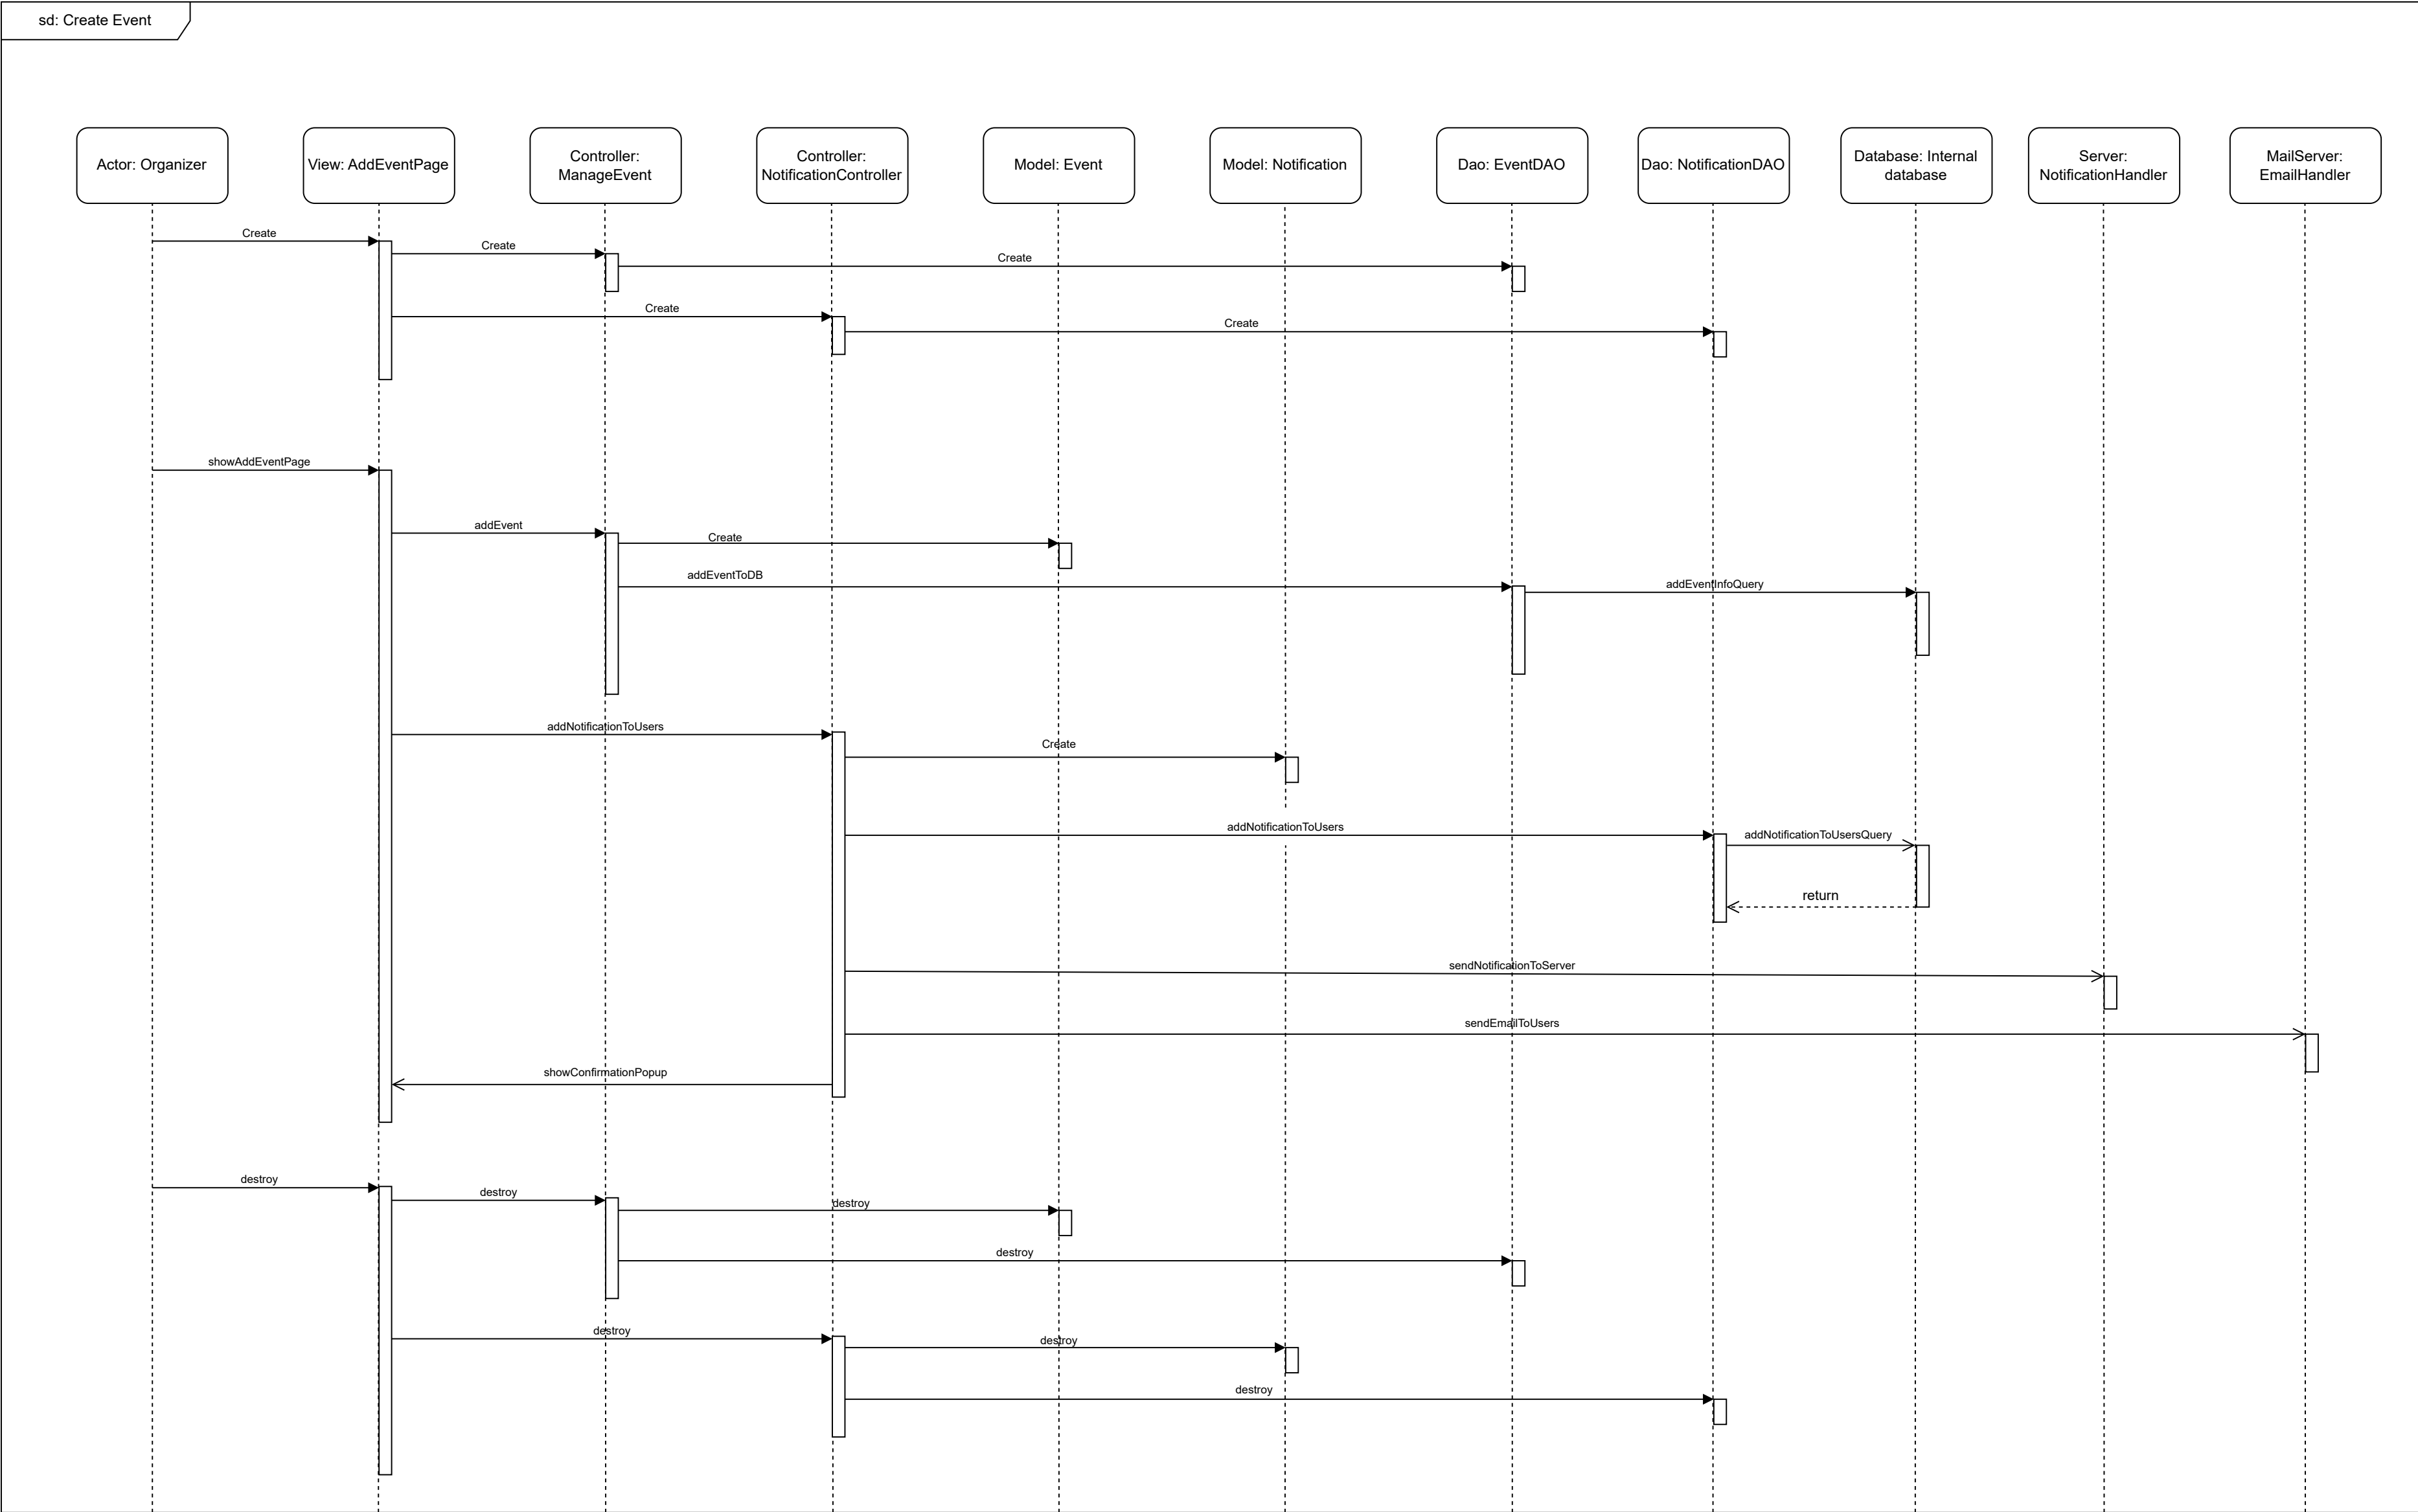 sd: Create Event
Actor: Organizer
View: AddEventPage
Controller:
ManageEvent
Controller:
NotificationController
Model: Event
Model: Notification
Dao: EventDAO
Dao: NotificationDAO
Database: Internal
database
Server:
NotificationHandler
MailServer:
EmailHandler
Create
Create
Create
Create
Create
showAddEventPage
addEvent
Create
addEventToDB
addEventInfoQuery
addNotificationToUsers
Create
addNotificationToUsers
addNotificationToUsersQuery
return
sendNotificationToServer
sendEmailToUsers
showConfirmationPopup
destroy
destroy
destroy
destroy
destroy
destroy
destroy